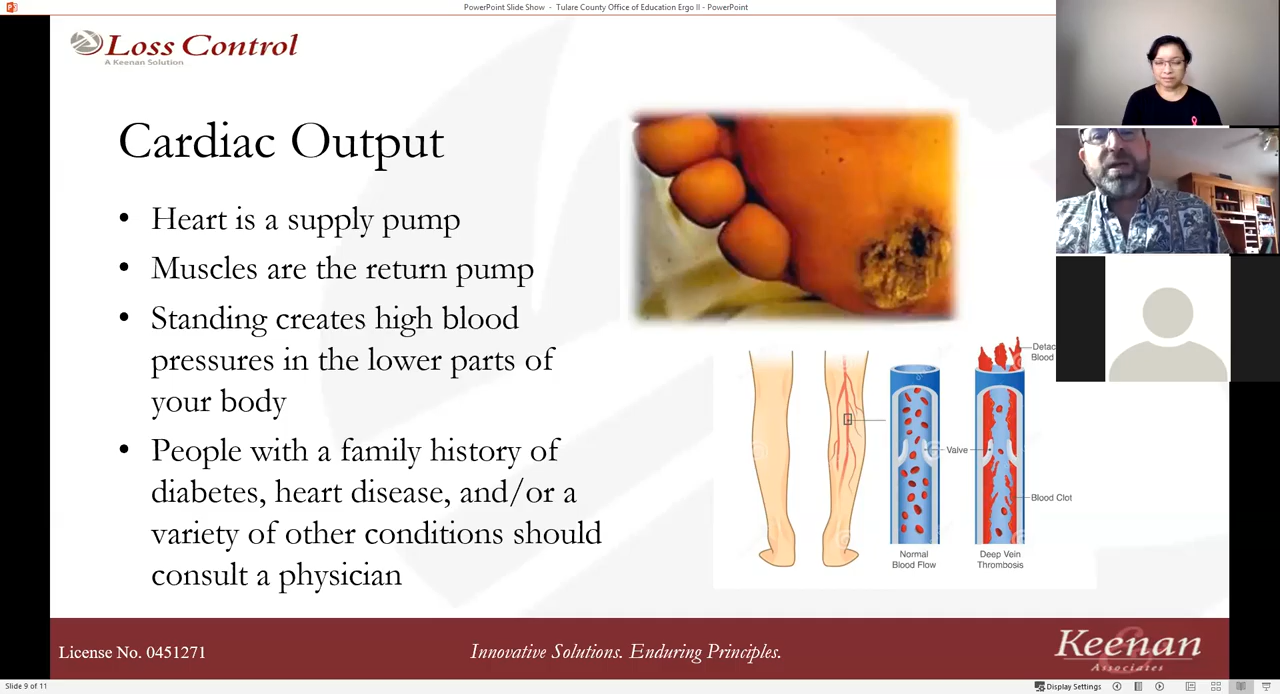 PowerPoint Slide Show - Tulare County Office of Education Ergo II - PowerPoint
Loss Control
A Keenan Solution
Cardiac Output
• Heart is a supply pump
• Muscles are the return pump
• Standing creates high blood
pressures in the lower parts of
your body
• People with a family history of
diabetes, heart disease, and/or a
variety of other conditions should
consult a physician
Detac
Blood
Valve
Blood Clot
Normal
Blood Flow
Deep Vein
Thrombosis
License No. 0451271
Innovative Solutions. Enduring Principles.
Keenan
& Associates
Slide 9 of 11
Display Settings